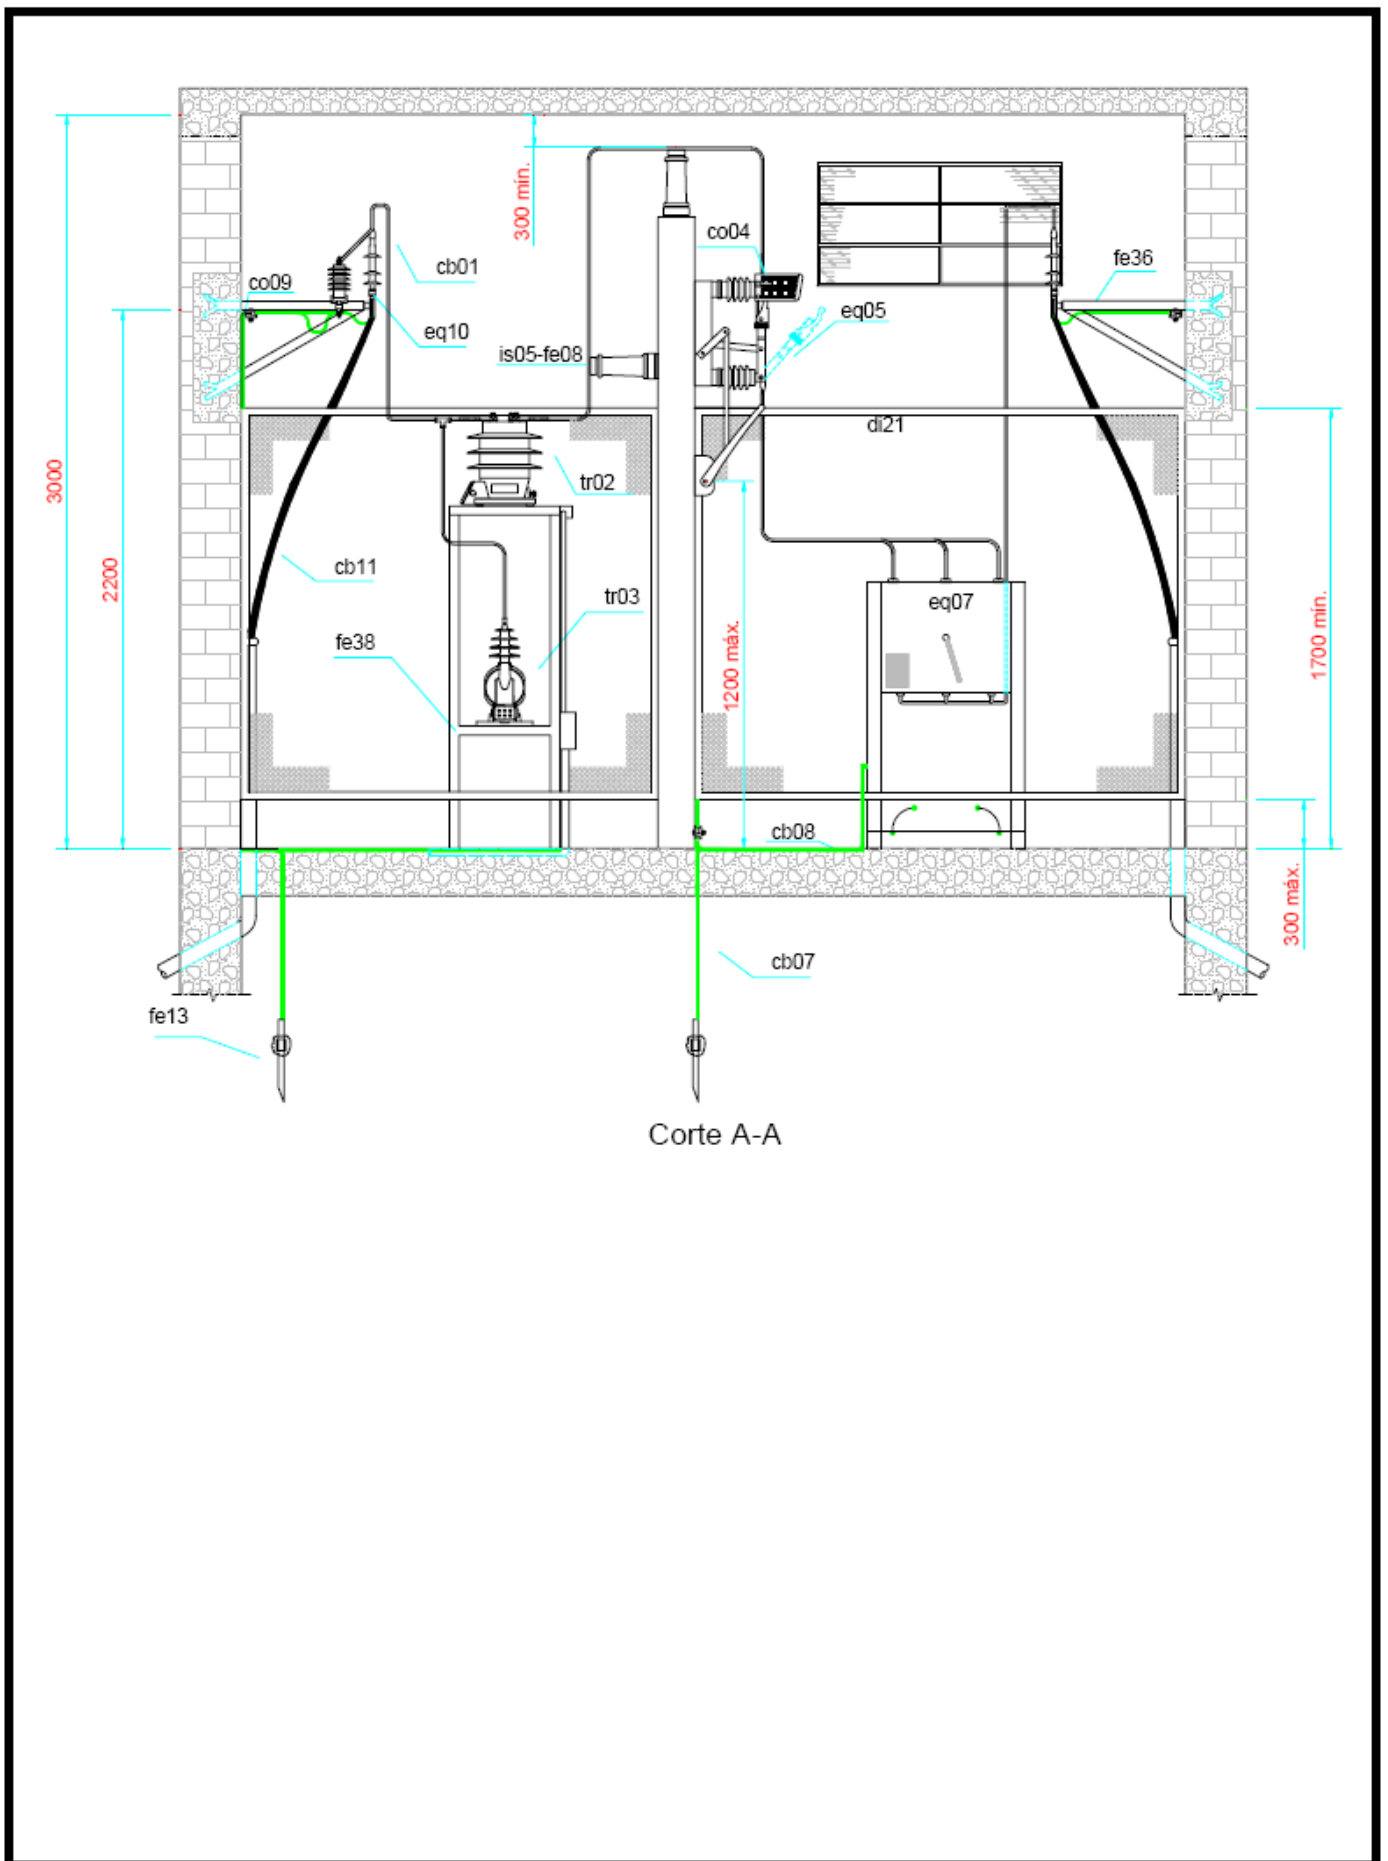 300 mín.
co04
cb01
fe36
co09
eq05
eq10
is05-fe08
di21
3000
tr02
2200
cb11
tr03
eq07
1700 mín.
fe38
1200 máx.
cb08
300 máx.
cb07
fe13
Corte A-A